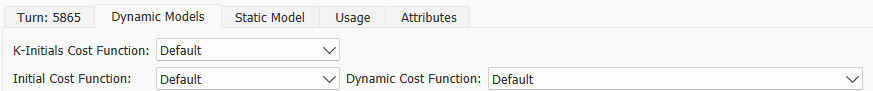 Turn: 5865 Dynamic Models Static Model Usage Attributes
K-Initials Cost Function: Default
Initial Cost Function: Default Dynamic Cost Function: Default